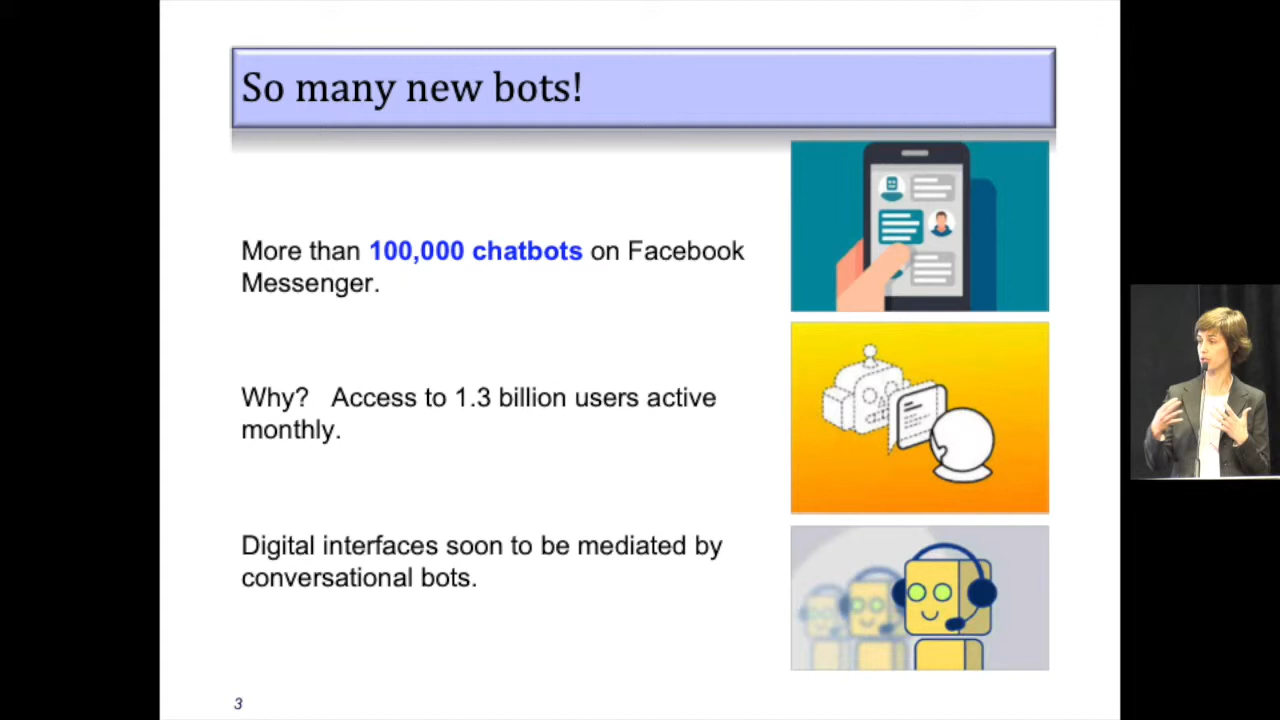 So many new bots!
More than 100,000 chatbots on Facebook
Messenger.
Why? Access to 1.3 billion users active
monthly.
Digital interfaces soon to be mediated by
conversational bots.
3